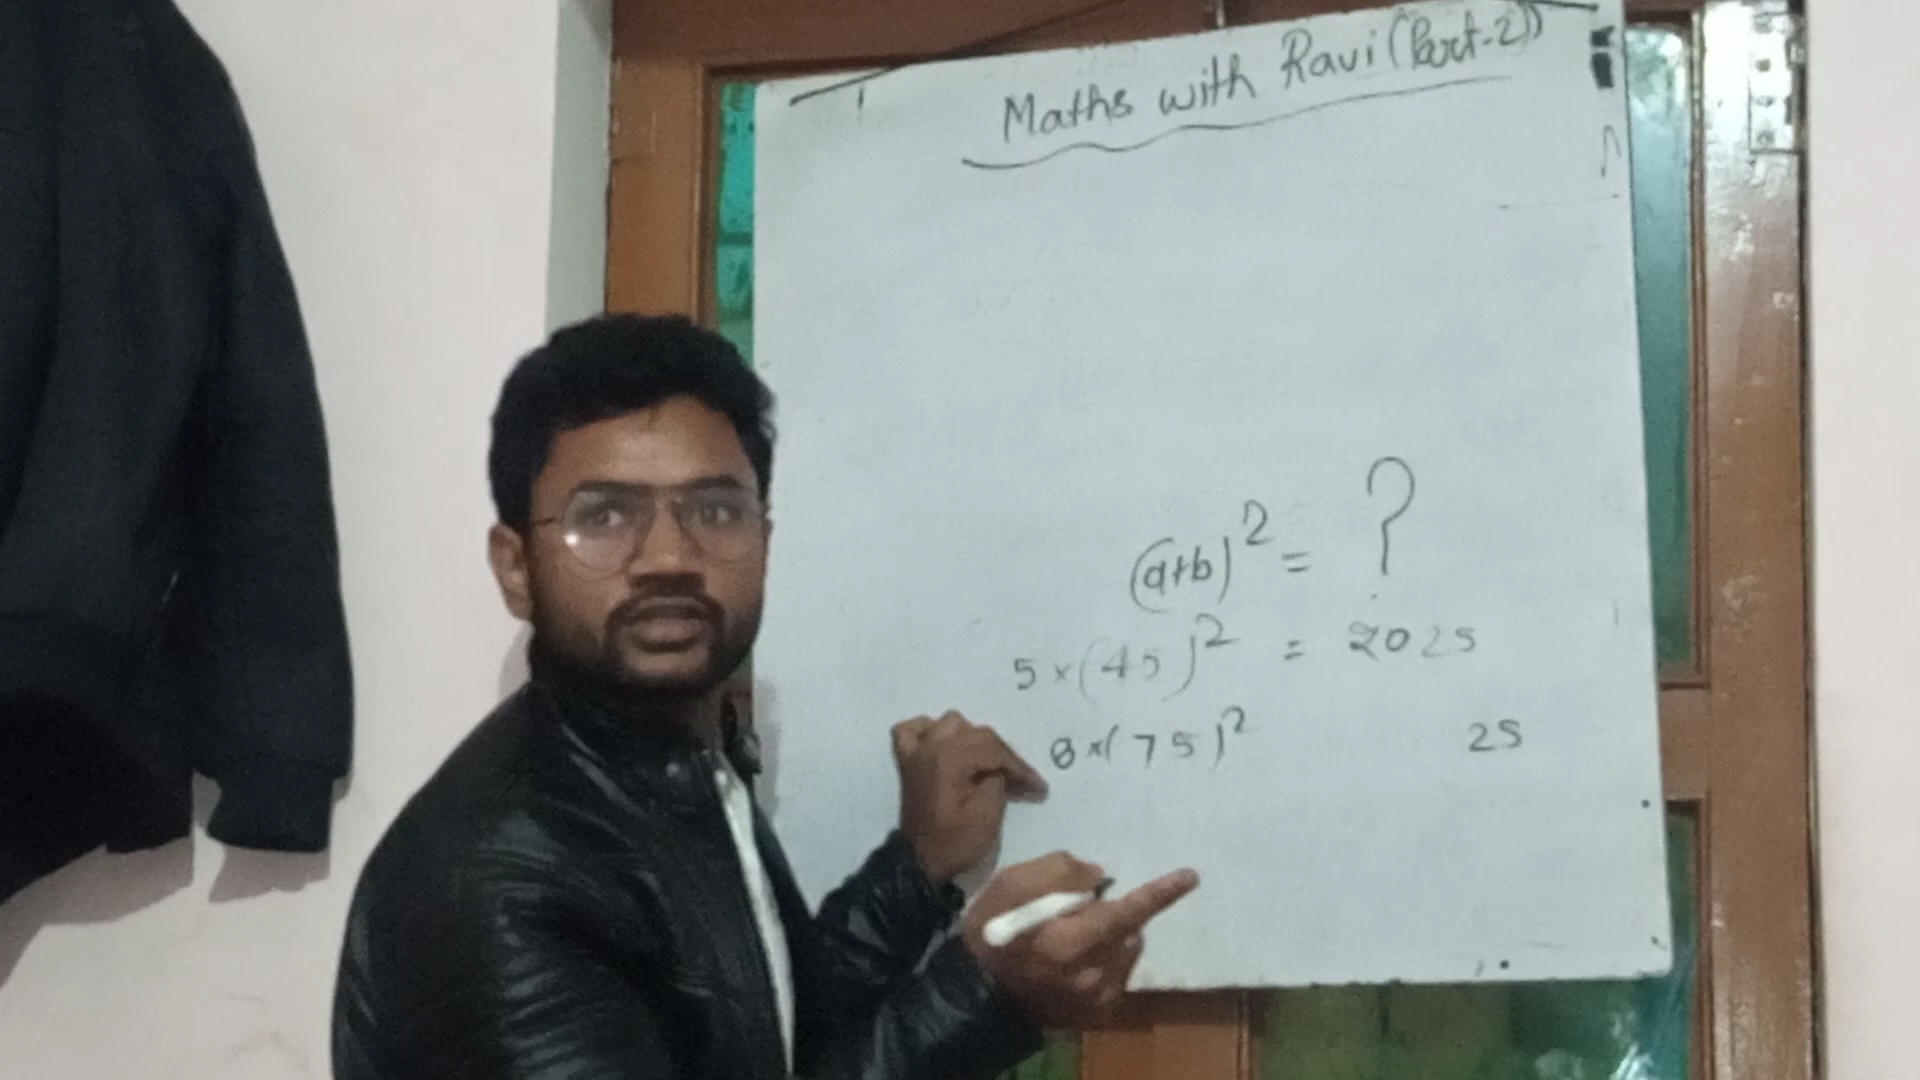 Maths with Ravi (Part-2)
(a+b)² = ?
5×(45)² = 2025
8×(75)² 25